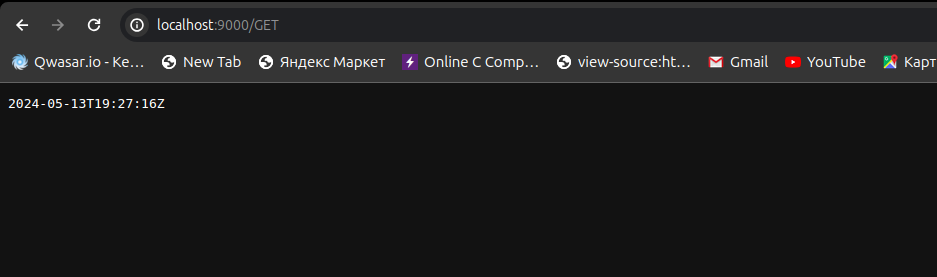 localhost:9000/GET
Qwasar.io - Ke… New Tab Яндекс Маркет Online C Comp… view-source:ht… Gmail YouTube Карт
2024-05-13T19:27:16Z